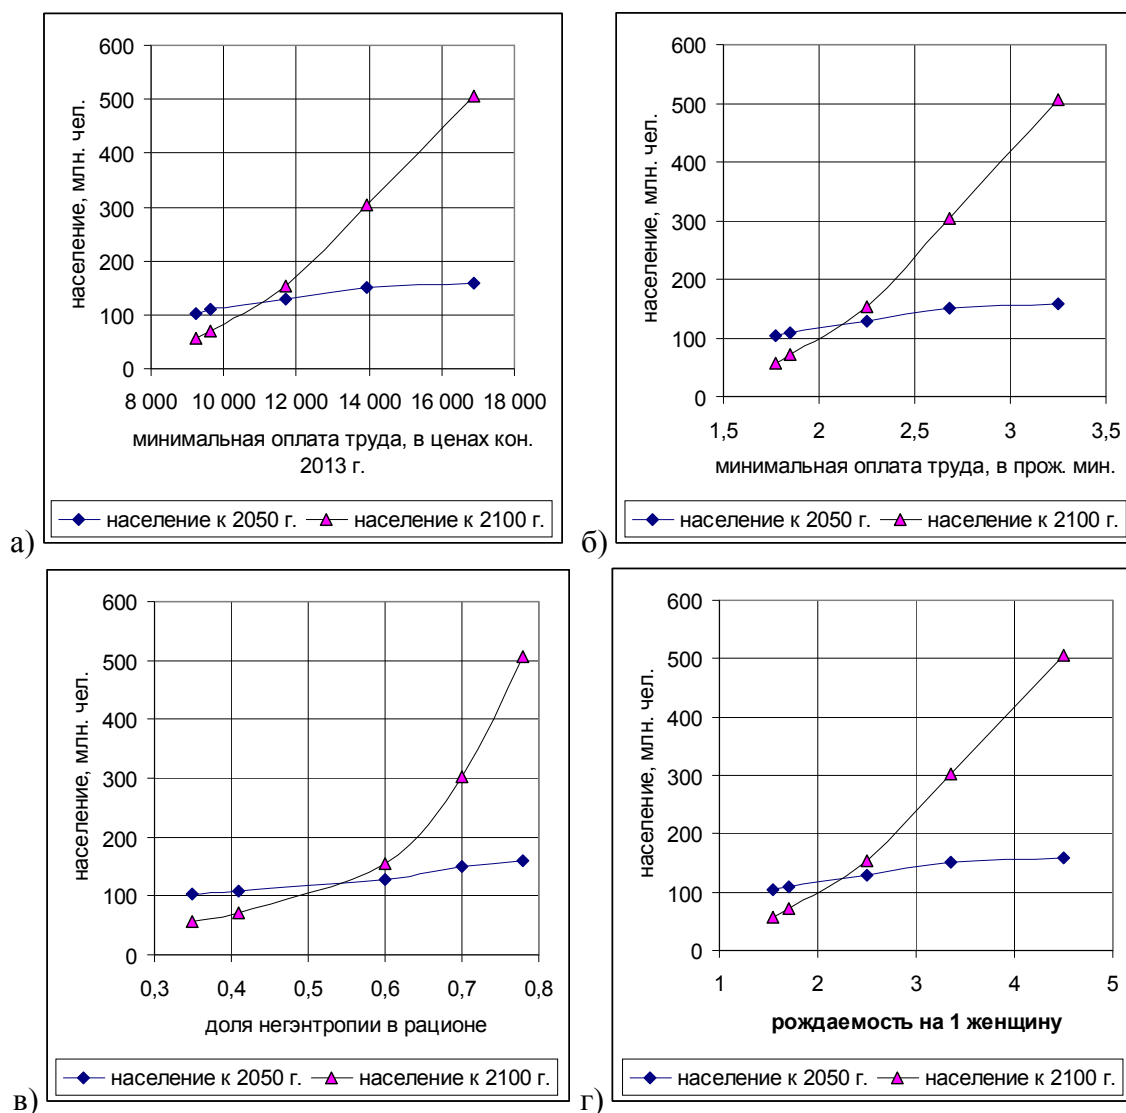 600
500
400
300
200
100
0
население, млн. чел.
8 000 10 000 12 000 14 000 16 000 18 000
минимальная оплата труда, в ценах кон.
2013 г.
население к 2050 г. население к 2100 г.
а)
600
500
400
300
200
100
0
население, млн. чел.
1,5 2 2,5 3 3,5
минимальная оплата труда, в прож. мин.
население к 2050 г. население к 2100 г.
б)
600
500
400
300
200
100
0
население, млн. чел.
0,3 0,4 0,5 0,6 0,7 0,8
доля негэнтропии в рационе
население к 2050 г. население к 2100 г.
в)
600
500
400
300
200
100
0
население, млн. чел.
1 2 3 4 5
рождаемость на 1 женщину
население к 2050 г. население к 2100 г.
г)